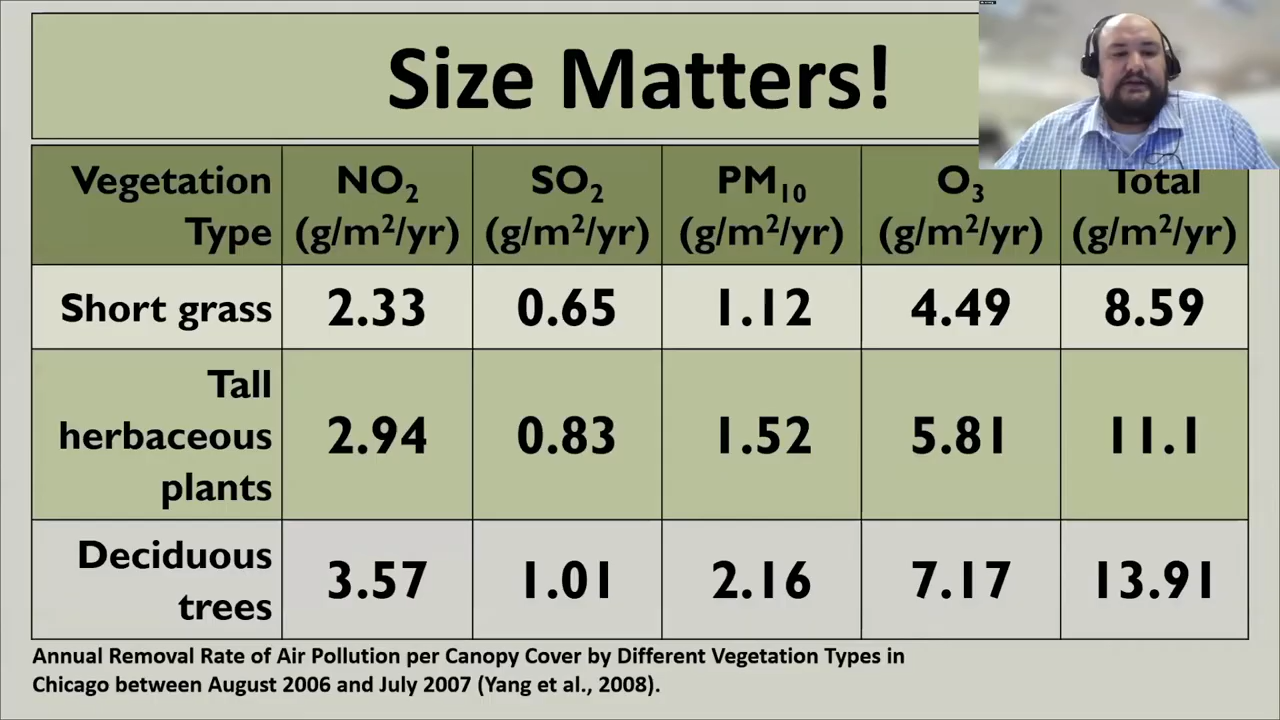 Size Matters!
Vegetation Type NO₂ (g/m²/yr) SO₂ (g/m²/yr) PM₁₀ (g/m²/yr) O₃ (g/m²/yr) Total (g/m²/yr)
Short grass 2.33 0.65 1.12 4.49 8.59
Tall herbaceous plants 2.94 0.83 1.52 5.81 11.1
Deciduous trees 3.57 1.01 2.16 7.17 13.91
Annual Removal Rate of Air Pollution per Canopy Cover by Different Vegetation Types in
Chicago between August 2006 and July 2007 (Yang et al., 2008).